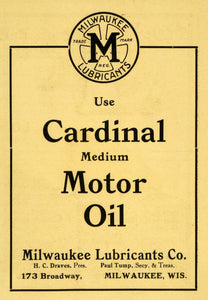 MILWAUKEE
TRADE MARK
M
REG.
LUBRICANTS
Use
Cardinal
Medium
Motor
Oil
Milwaukee Lubricants Co.
H. C. Draves, Pres. Paul Tump, Secy. & Treas.
173 Broadway, MILWAUKEE, WIS.